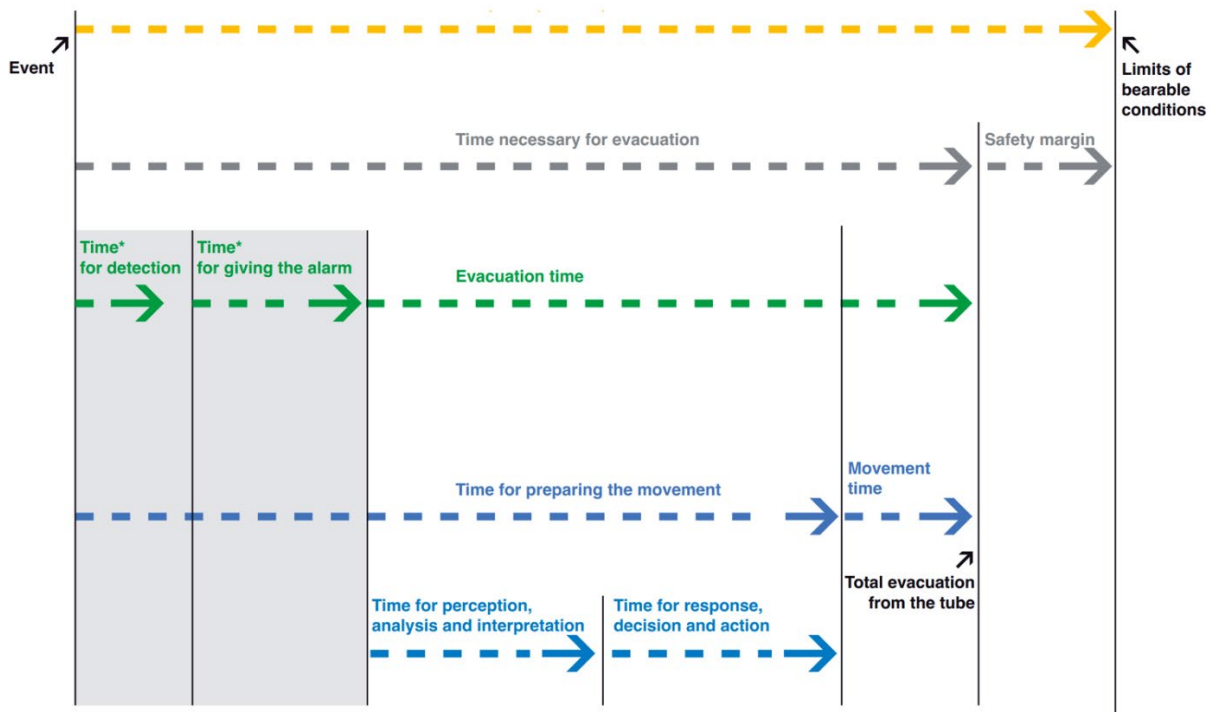 Event
Limits of
bearable
conditions
Time necessary for evacuation
Safety margin
Time*
for detection
Time*
for giving the alarm
Evacuation time
Time for preparing the movement
Movement
time
Total evacuation
from the tube
Time for perception,
analysis and interpretation
Time for response,
decision and action